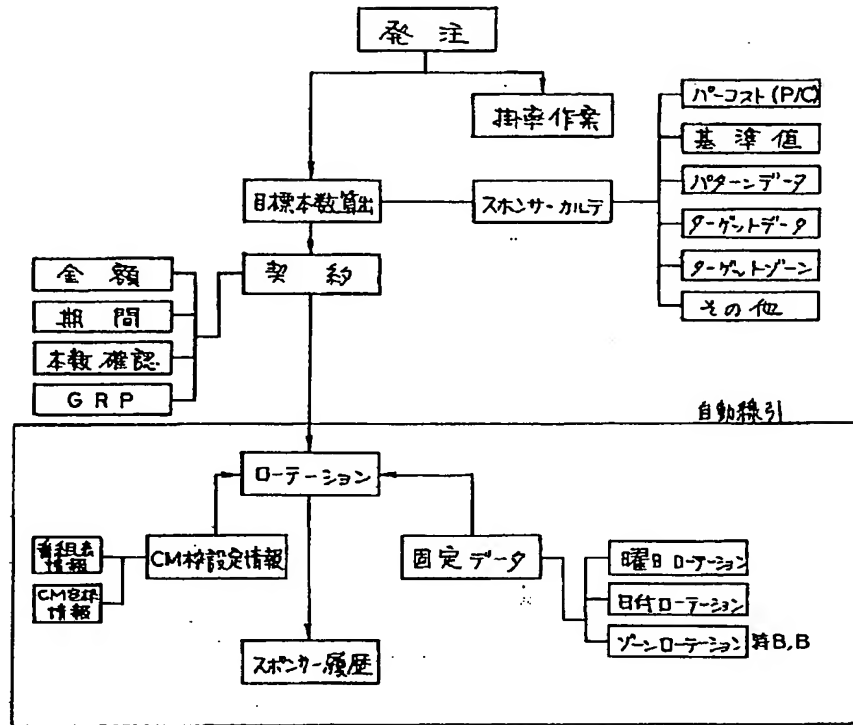 発注
掛率作業
パーコスト(P/C)
基準値
パターンデータ
ターゲットデータ
ターゲットゾーン
その他
目標本数算出
スポンサーカルテ
契約
金額
期間
本数確認
GRP
自動線引
ローテーション
番組表
情報
CM空枠
情報
CM枠設定情報
固定データ
曜日ローテーション
日付ローテーション
ゾーンローテーション 特B,B
スポンサー履歴